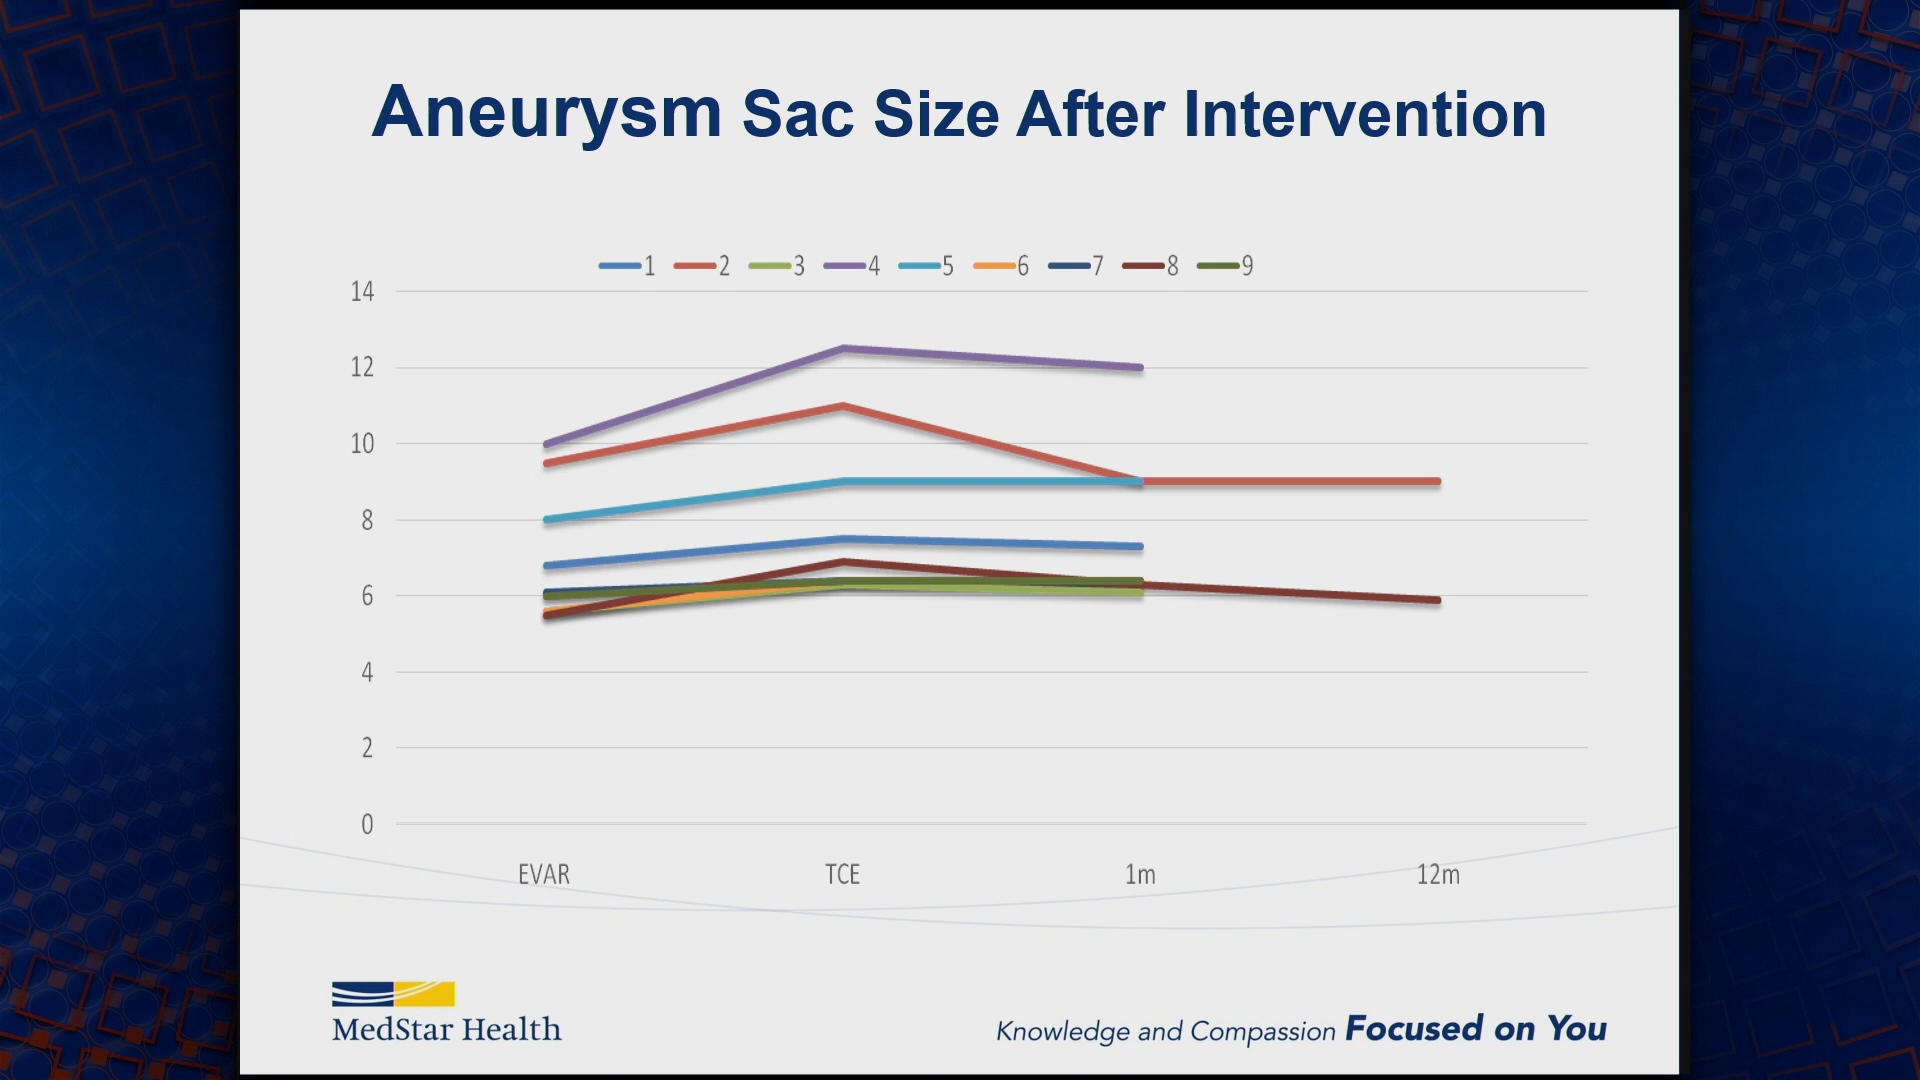 Aneurysm Sac Size After Intervention
1 2 3 4 5 6 7 8 9
14
12
10
8
6
4
2
0
EVAR TCE 1m 12m
MedStar Health
Knowledge and Compassion Focused on You